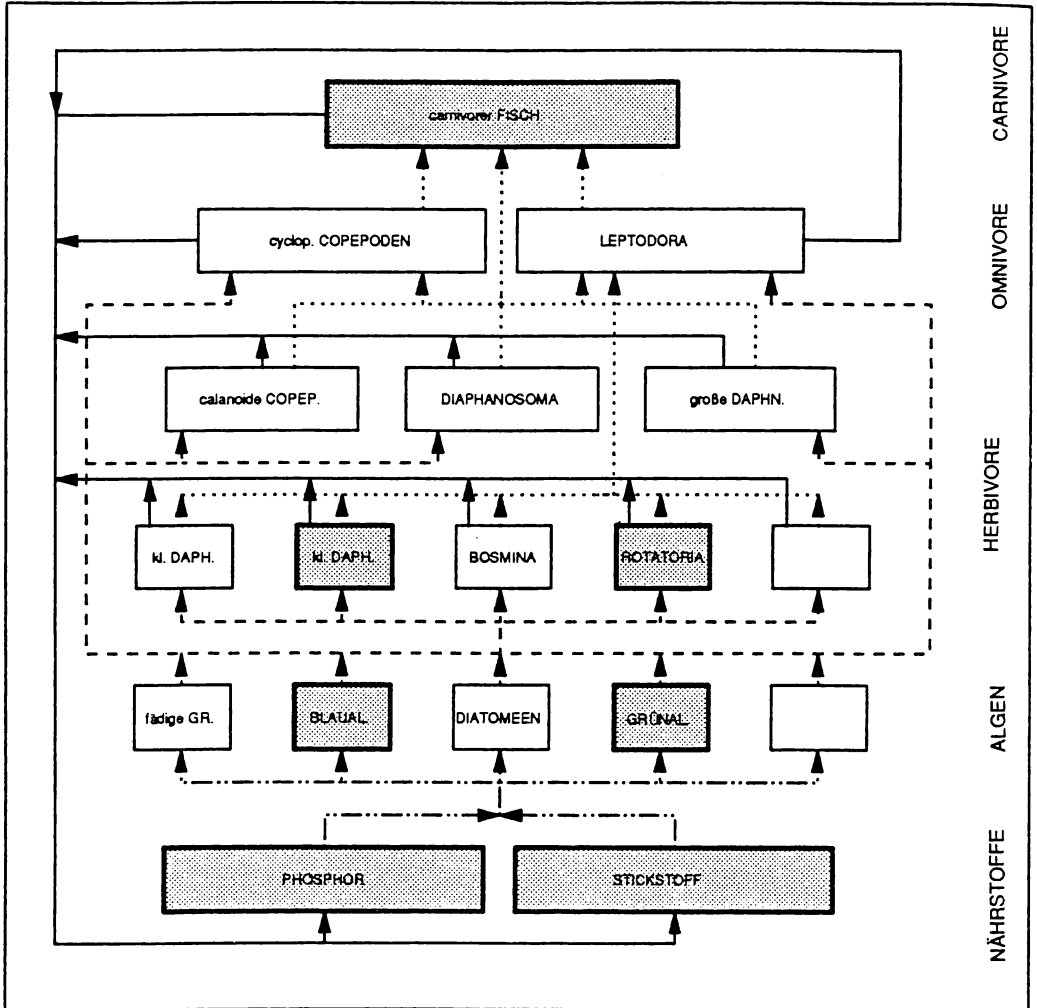 CARNIVORE
carnivorer FISCH
OMNIVORE
cyclop. COPEPODEN
LEPTODORA
HERBIVORE
calanoide COPEP.
DIAPHANOSOMA
große DAPHN.
kl. DAPH.
kl. DAPH.
BOSMINA
ROTATORIA
ALGEN
fädige GR.
BLAUAL.
DIATOMEEN
GRÜNAL.
NÄHRSTOFFE
PHOSPHOR
STICKSTOFF